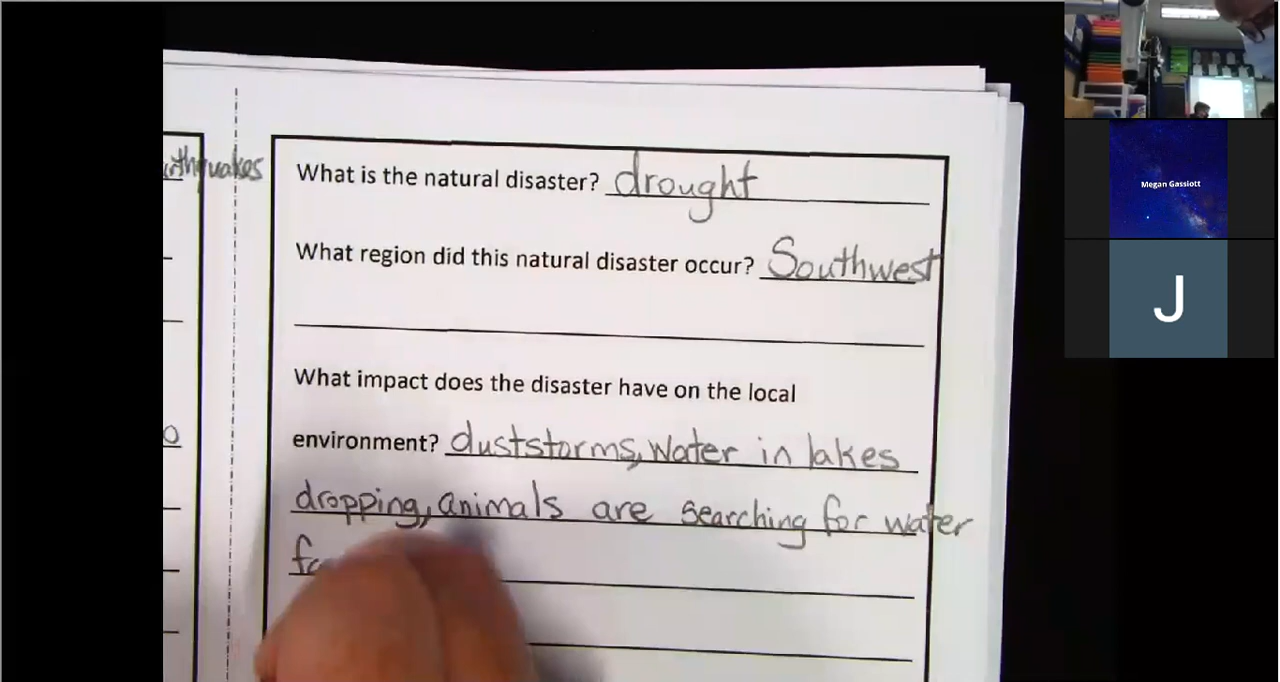 What is the natural disaster? drought
What region did this natural disaster occur? Southwest
What impact does the disaster have on the local
environment? duststorms, water in lakes
dropping, animals are searching for water
Megan Gassiott
J